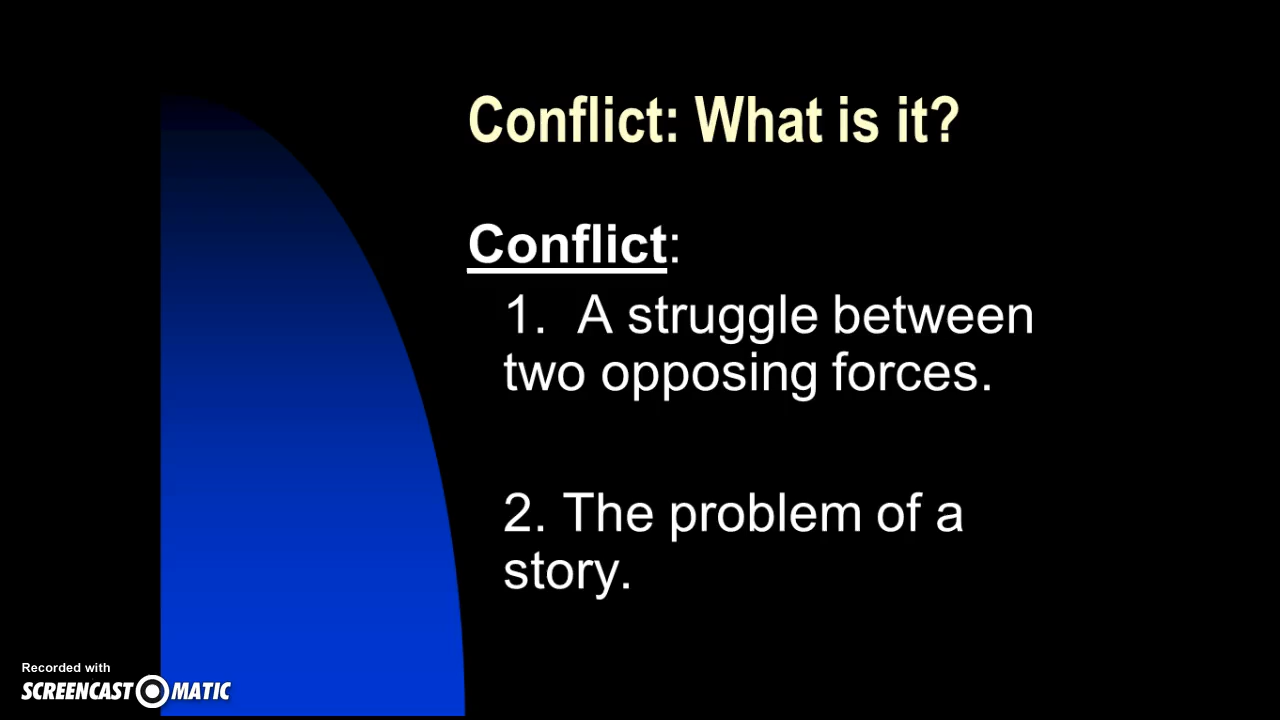 Conflict: What is it?
Conflict:
1. A struggle between
two opposing forces.
2. The problem of a
story.
Recorded with
SCREENCAST MATIC